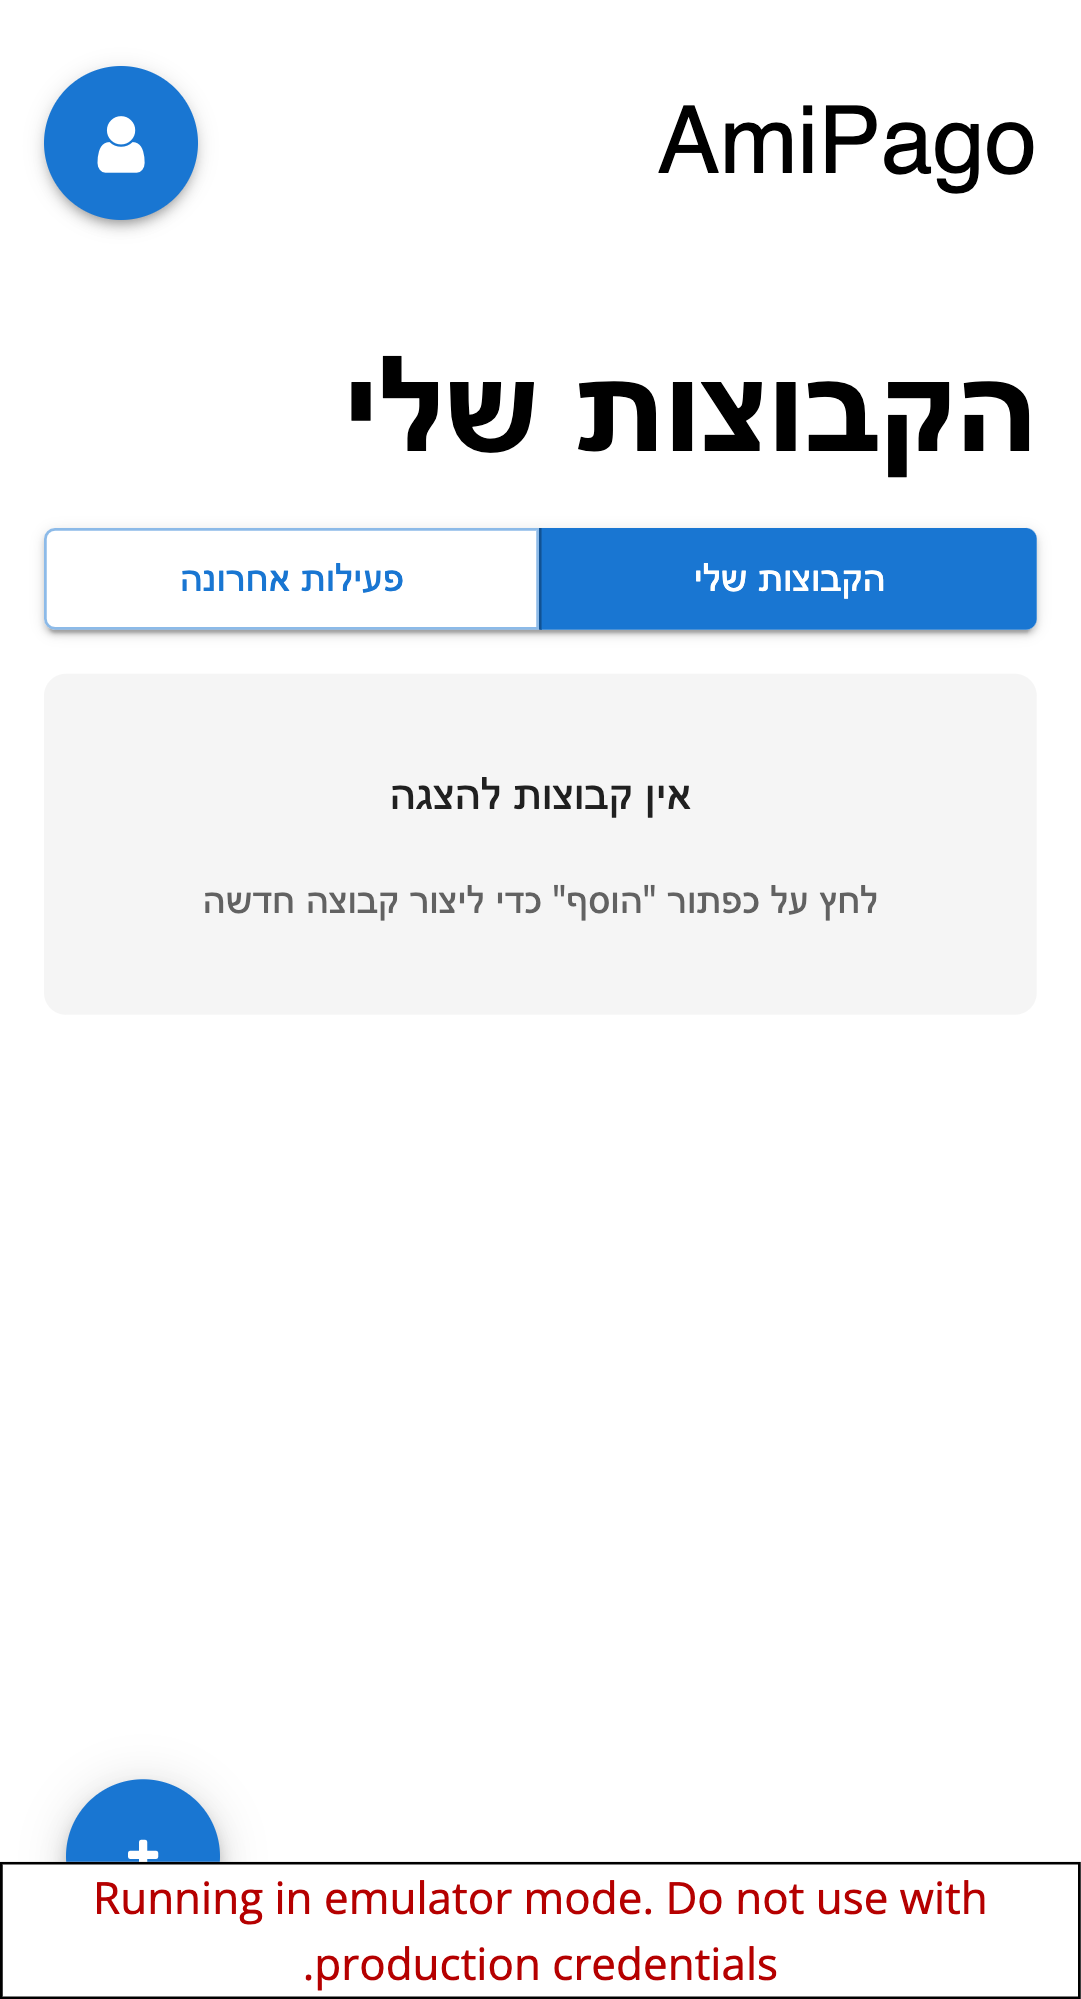 AmiPago
הקבוצות שלי
הקבוצות שלי
פעילות אחרונה
אין קבוצות להצגה
לחץ על כפתור "הוסף" כדי ליצור קבוצה חדשה
Running in emulator mode. Do not use with
production credentials.